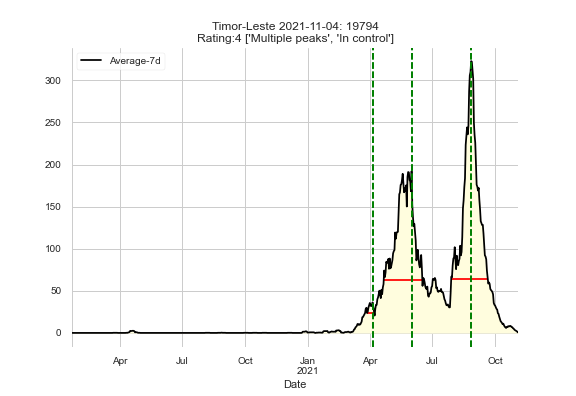 Timor-Leste 2021-11-04: 19794
Rating:4 ['Multiple peaks', 'In control']
Average-7d
300
250
200
150
100
50
0
Apr Jul Oct Jan Apr Jul Oct
2021
Date